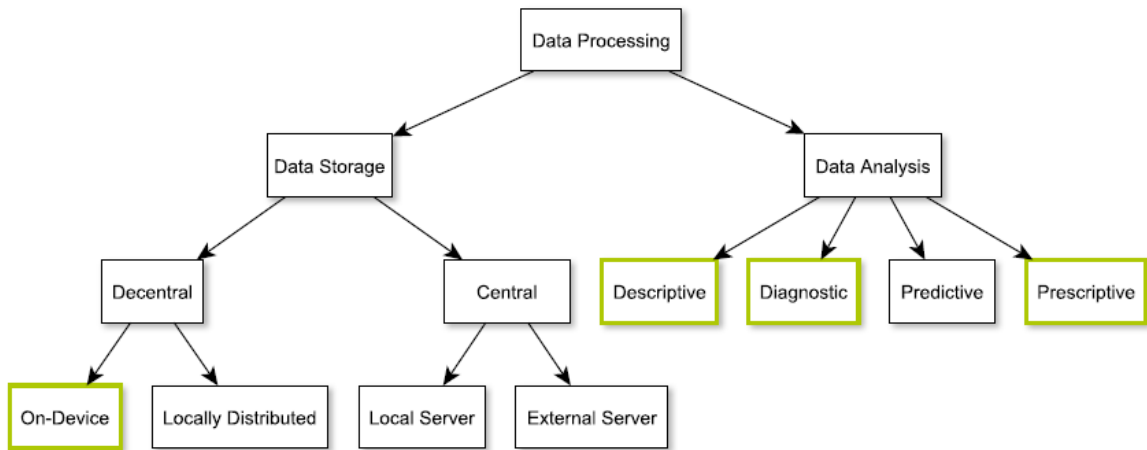 Data Processing
Data Storage
Data Analysis
Decentral
Central
Descriptive
Diagnostic
Predictive
Prescriptive
On-Device
Locally Distributed
Local Server
External Server